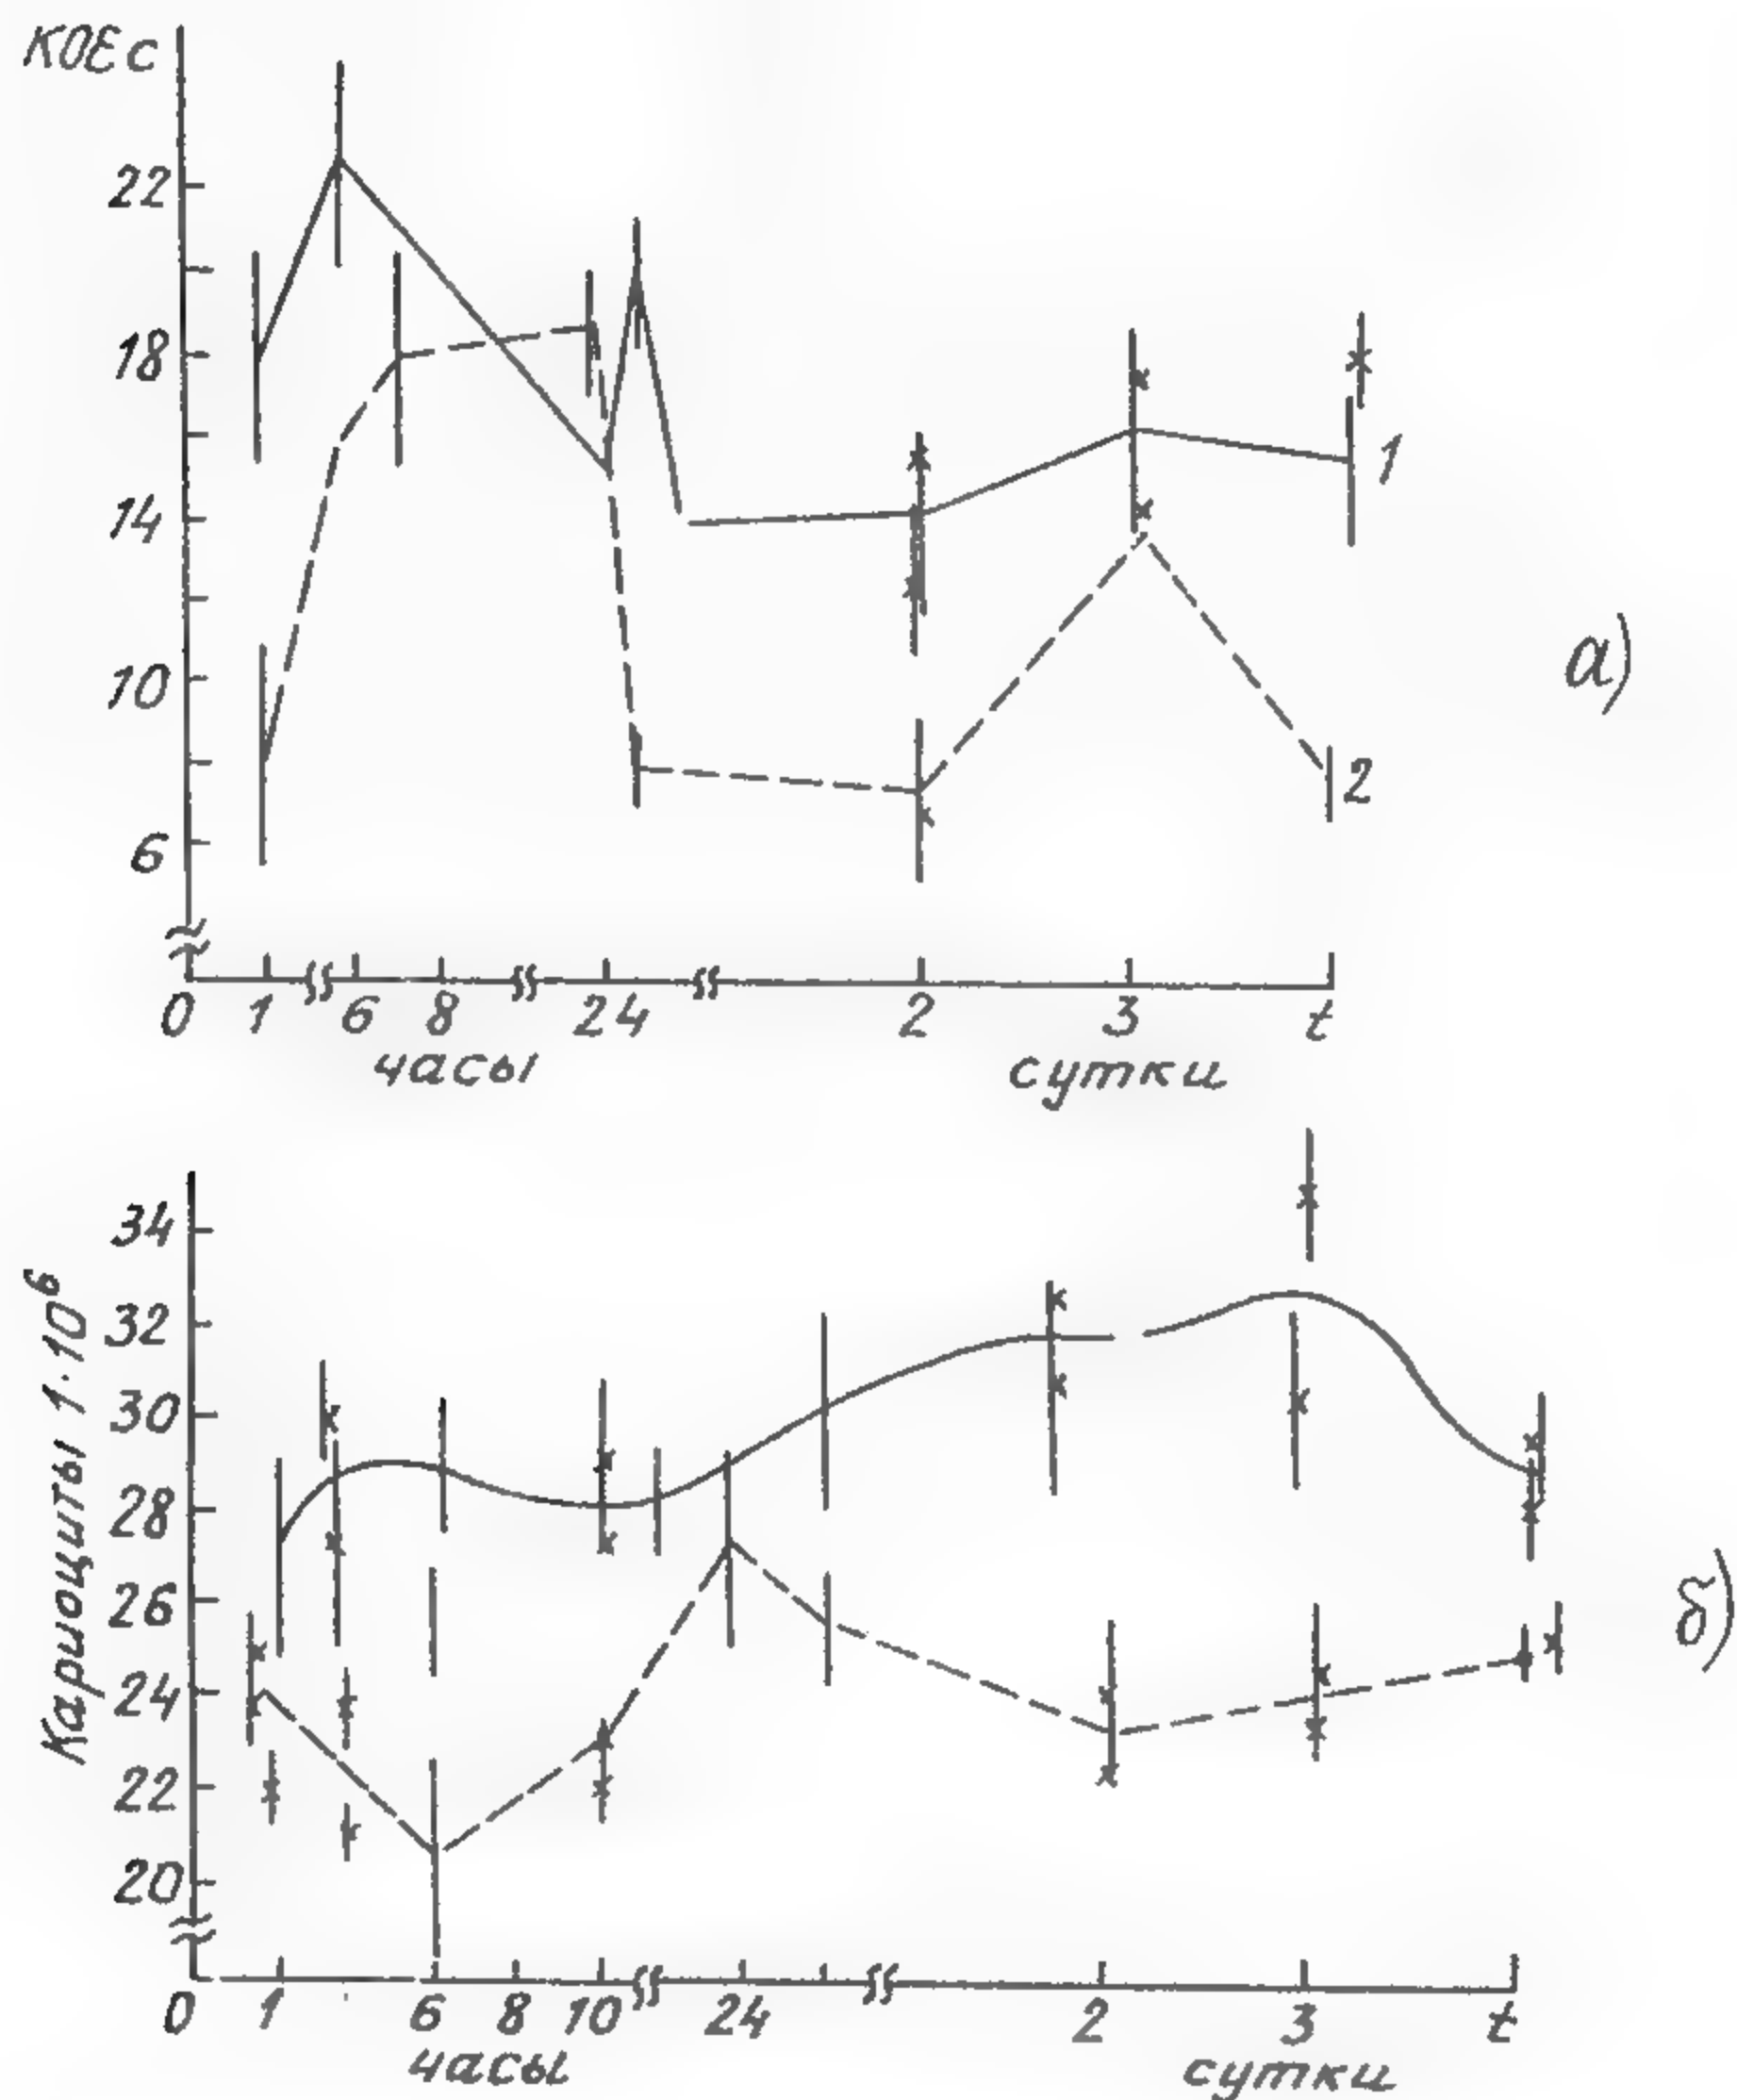 КОЕс
22
18
14
10
6
1
2
а)
0 1 6 8 24 2 3 t
часы сутки
Кариоциты 1·10⁶
34
32
30
28
26
24
22
20
б)
0 1 6 8 10 24 2 3 t
часы сутки